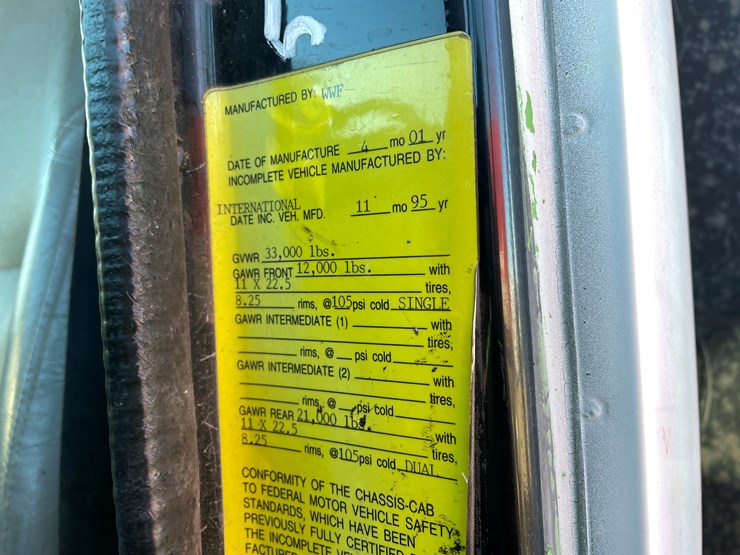 MANUFACTURED BY: WWF
DATE OF MANUFACTURE 4 mo 01 yr
INCOMPLETE VEHICLE MANUFACTURED BY:
INTERNATIONAL
DATE INC. VEH. MFD. 11 mo 95 yr
GVWR 33,000 lbs.
GAWR FRONT 12,000 lbs. with
11 X 22.5 tires,
8.25 rims, @105psi cold SINGLE
GAWR INTERMEDIATE (1) with
tires,
rims, @ psi cold
GAWR INTERMEDIATE (2) with
tires,
rims, @ psi cold
GAWR REAR 21,000 lbs. with
11 X 22.5 tires,
8.25 rims, @105psi cold DUAL
CONFORMITY OF THE CHASSIS-CAB
TO FEDERAL MOTOR VEHICLE SAFETY
STANDARDS, WHICH HAVE BEEN
PREVIOUSLY FULLY CERTIFIED
THE INCOMPLETE